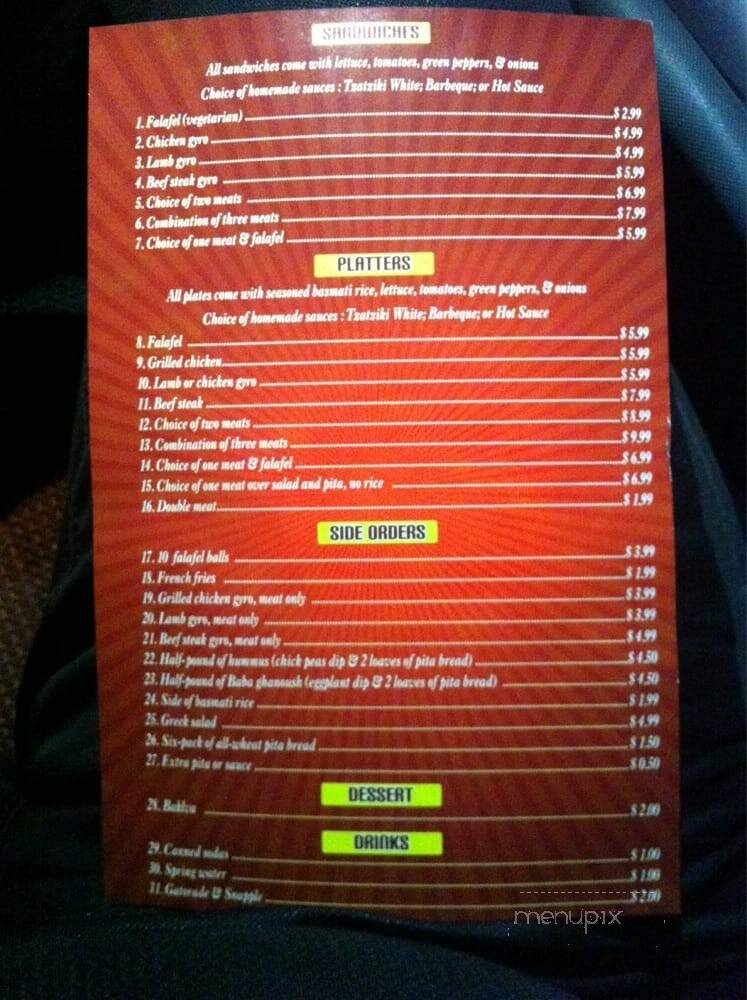 SANDWICHES
All sandwiches come with lettuce, tomatoes, green peppers, & onions
Choice of homemade sauces : Tzatziki White; Barbeque; or Hot Sauce
1. Falafel (vegetarian) $ 2.99
2. Chicken gyro $ 4.99
3. Lamb gyro $ 4.99
4. Beef steak gyro $ 5.99
5. Choice of two meats $ 6.99
6. Combination of three meats $ 7.99
7. Choice of one meat & falafel $ 5.99
PLATTERS
All plates come with seasoned basmati rice, lettuce, tomatoes, green peppers, & onions
Choice of homemade sauces : Tzatziki White; Barbeque; or Hot Sauce
8. Falafel $ 5.99
9. Grilled chicken $ 5.99
10. Lamb or chicken gyro $ 5.99
11. Beef steak $ 7.99
12. Choice of two meats $ 8.99
13. Combination of three meats $ 9.99
14. Choice of one meat & falafel $ 6.99
15. Choice of one meat over salad and pita, no rice $ 6.99
16. Double meat $ 1.99
SIDE ORDERS
17. 10 falafel balls $ 3.99
18. French fries $ 1.99
19. Grilled chicken gyro, meat only $ 3.99
20. Lamb gyro, meat only $ 3.99
21. Beef steak gyro, meat only $ 4.99
22. Half-pound of hummus (chick peas dip & 2 loaves of pita bread) $ 4.50
23. Half-pound of Baba ghanoush (eggplant dip & 2 loaves of pita bread) $ 4.50
24. Side of basmati rice $ 1.99
25. Greek salad $ 4.99
26. Six-pack of all-wheat pita bread $ 1.50
27. Extra pita or sauce $ 0.50
DESSERT
28. $ 2.00
DRINKS
29. Canned sodas $ 1.00
30. Spring water $ 1.00
31. Gatorade & Snapple $ 2.00
menupix